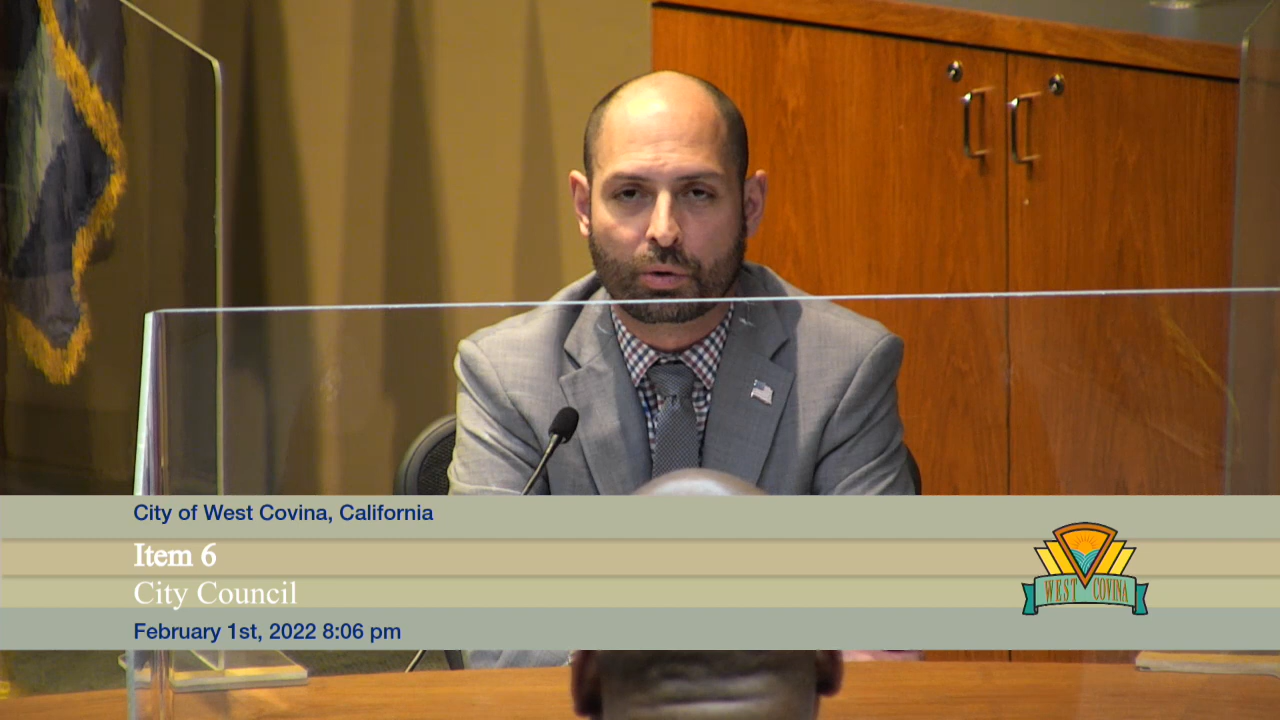 City of West Covina, California
Item 6
City Council
February 1st, 2022 8:06 pm
WEST COVINA